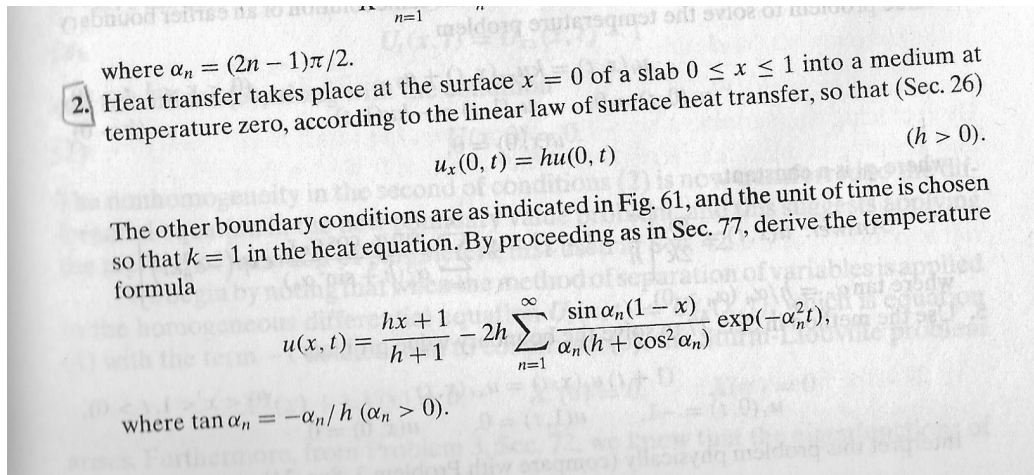 n=1
where αₙ = (2n − 1)π/2.
2. Heat transfer takes place at the surface x = 0 of a slab 0 ≤ x ≤ 1 into a medium at
temperature zero, according to the linear law of surface heat transfer, so that (Sec. 26)
uₓ(0, t) = hu(0, t) (h > 0).
The other boundary conditions are as indicated in Fig. 61, and the unit of time is chosen
so that k = 1 in the heat equation. By proceeding as in Sec. 77, derive the temperature
formula
u(x, t) = (hx + 1)/(h + 1) − 2h ∑_{n=1}^{∞} (sin αₙ(1 − x))/(αₙ(h + cos² αₙ)) exp(−αₙ²t),
where tan αₙ = −αₙ/h (αₙ > 0).